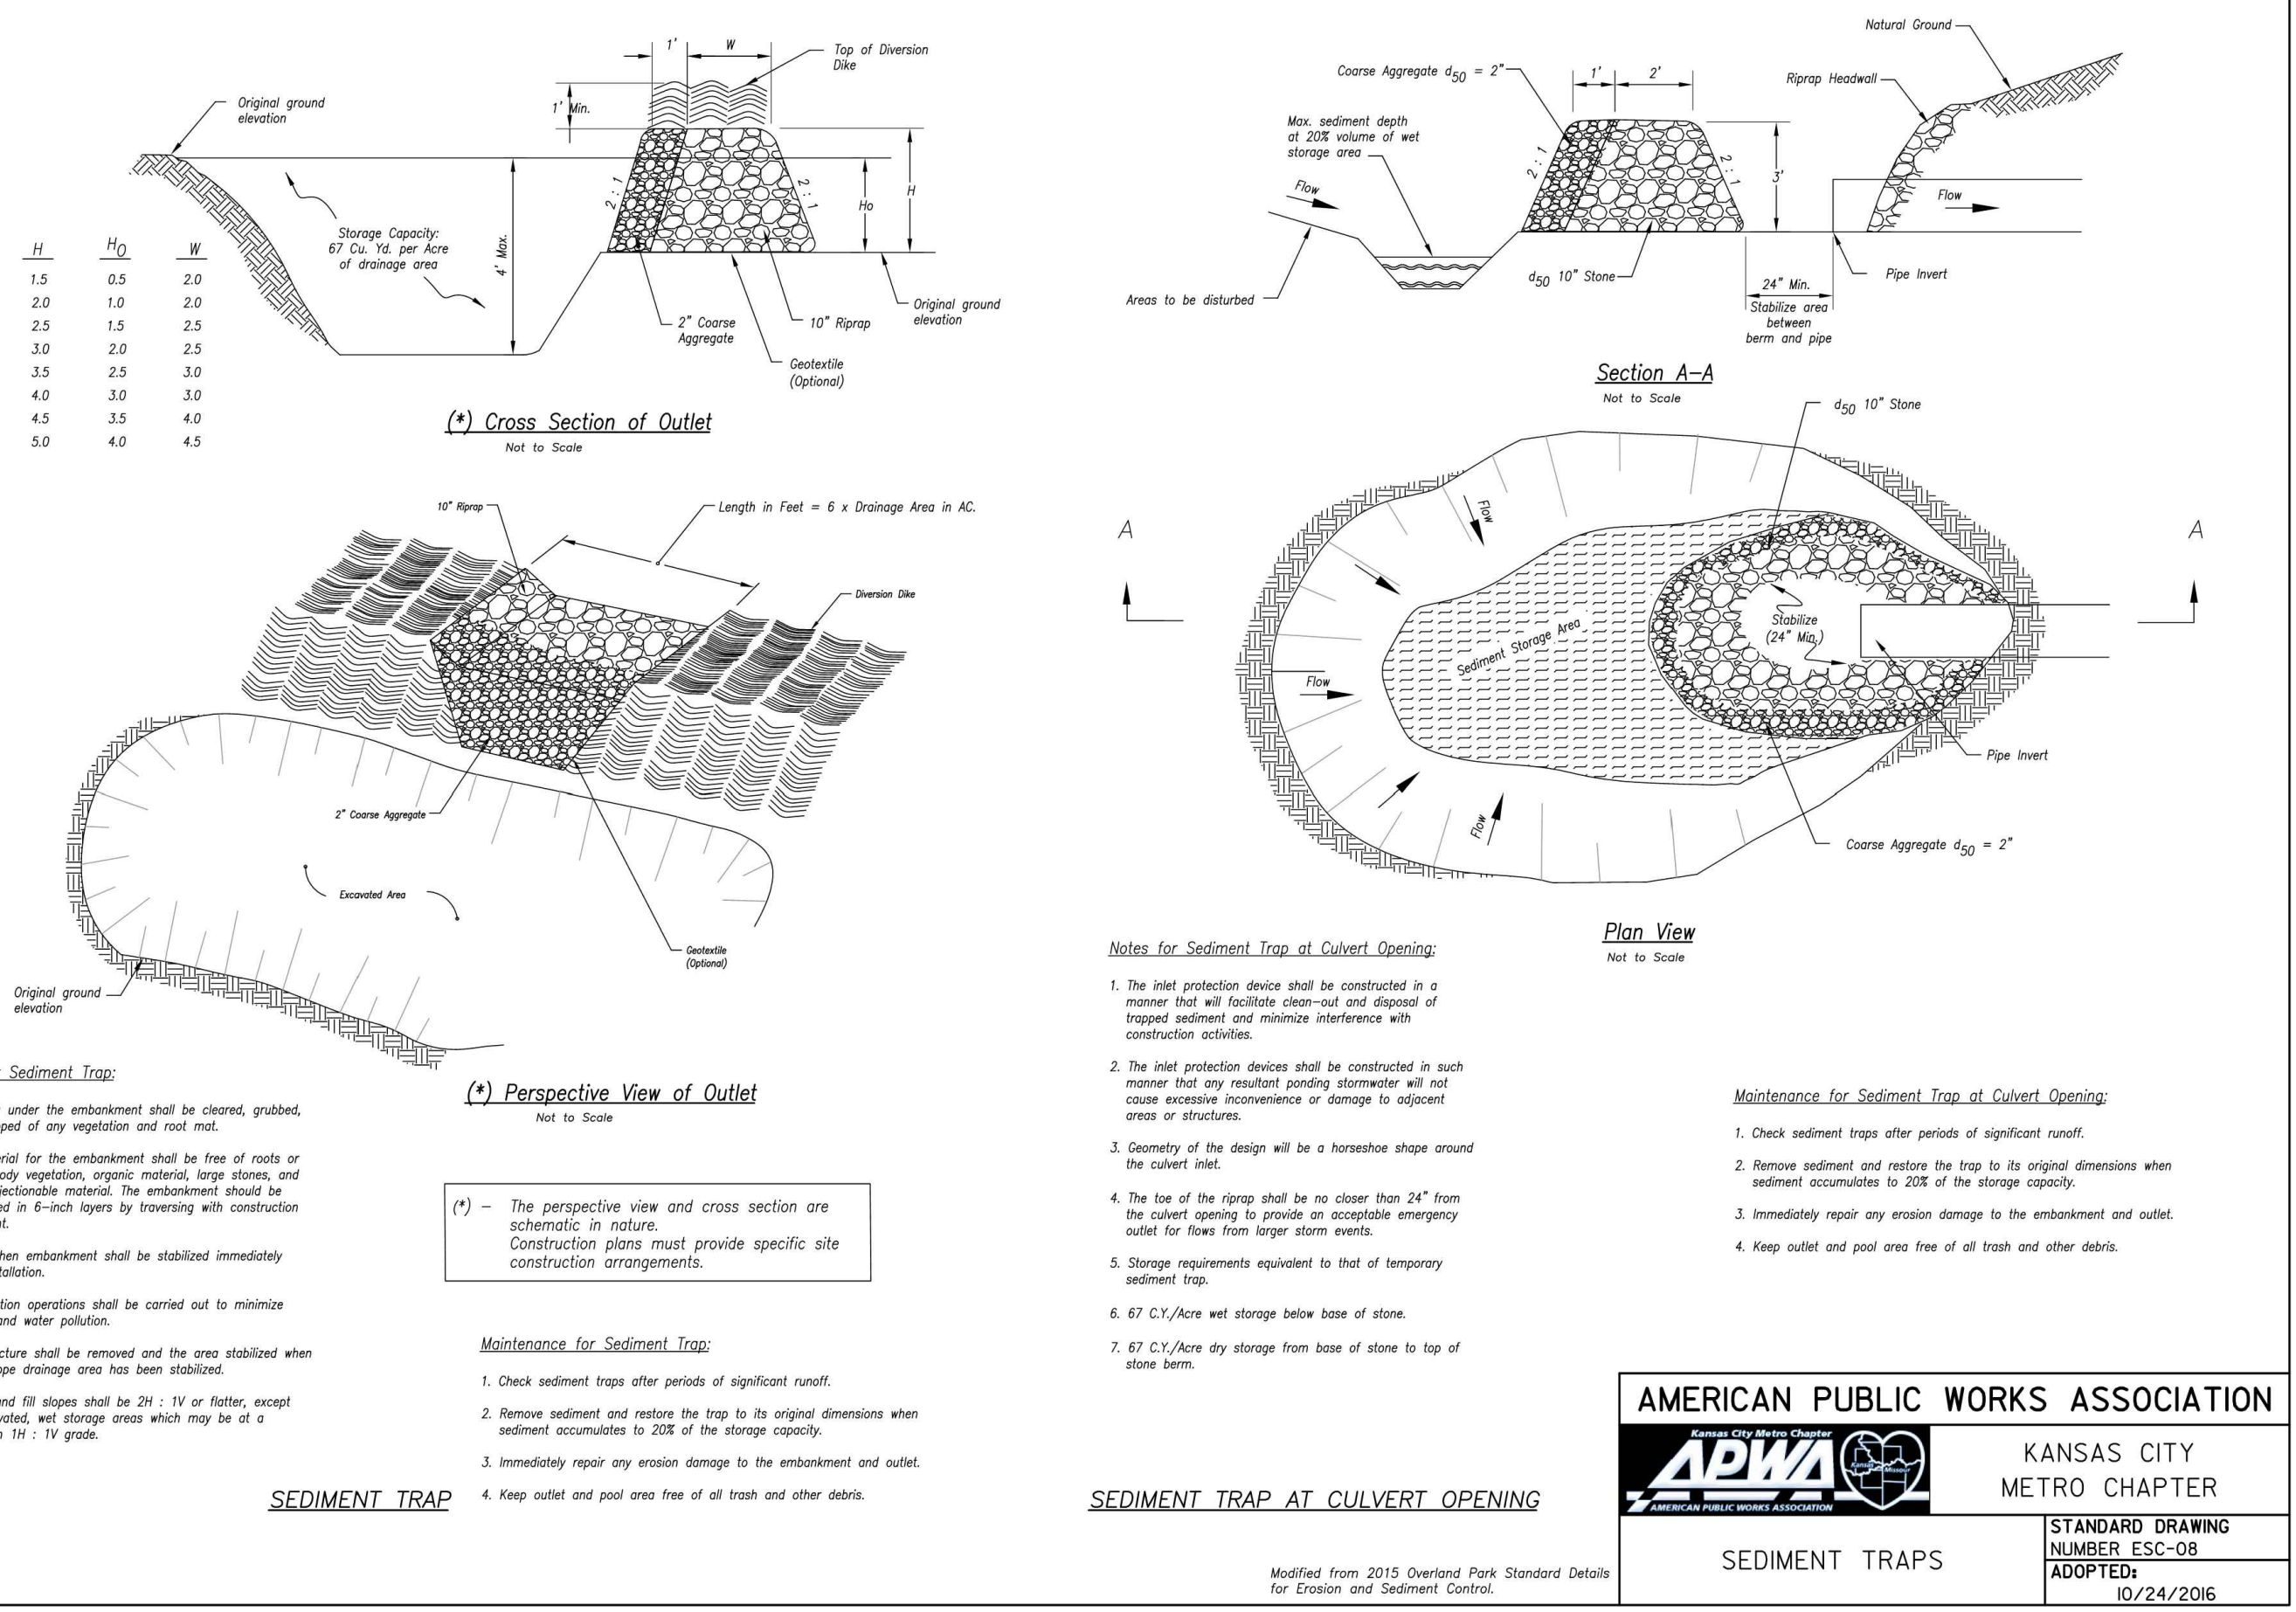 1'
W
Top of Diversion
Dike
1' Min.
Original ground
elevation
Storage Capacity:
67 Cu. Yd. per Acre
of drainage area
4' Max.
2 : 1
2 : 1
Ho
H
2" Coarse
Aggregate
10" Riprap
Geotextile
(Optional)
Original ground
elevation
H H0 W
1.5 0.5 2.0
2.0 1.0 2.0
2.5 1.5 2.5
3.0 2.0 2.5
3.5 2.5 3.0
4.0 3.0 3.0
4.5 3.5 4.0
5.0 4.0 4.5
(*) Cross Section of Outlet
Not to Scale
10" Riprap
Length in Feet = 6 x Drainage Area in AC.
Diversion Dike
2" Coarse Aggregate
Excavated Area
Geotextile
(Optional)
Original ground
elevation
(*) Perspective View of Outlet
Not to Scale
Sediment Trap:
under the embankment shall be cleared, grubbed,
ped of any vegetation and root mat.
rial for the embankment shall be free of roots or
ody vegetation, organic material, large stones, and
jectionable material. The embankment should be
ed in 6-inch layers by traversing with construction
t.
hen embankment shall be stabilized immediately
tallation.
tion operations shall be carried out to minimize
and water pollution.
cture shall be removed and the area stabilized when
ope drainage area has been stabilized.
and fill slopes shall be 2H : 1V or flatter, except
vated, wet storage areas which may be at a
1H : 1V grade.
(*) - The perspective view and cross section are
schematic in nature.
Construction plans must provide specific site
construction arrangements.
Maintenance for Sediment Trap:
1. Check sediment traps after periods of significant runoff.
2. Remove sediment and restore the trap to its original dimensions when
sediment accumulates to 20% of the storage capacity.
3. Immediately repair any erosion damage to the embankment and outlet.
4. Keep outlet and pool area free of all trash and other debris.
SEDIMENT TRAP
Natural Ground
Coarse Aggregate d50 = 2"
1'
2'
Riprap Headwall
Max. sediment depth
at 20% volume of wet
storage area
Flow
2 : 1
2 : 1
3'
Flow
Areas to be disturbed
d50 10" Stone
24" Min.
Stabilize area
between
berm and pipe
Pipe Invert
Section A-A
Not to Scale
d50 10" Stone
A
A
Flow
Flow
Flow
Sediment Storage Area
Stabilize
(24" Min.)
Pipe Invert
Coarse Aggregate d50 = 2"
Plan View
Not to Scale
Notes for Sediment Trap at Culvert Opening:
1. The inlet protection device shall be constructed in a
manner that will facilitate clean-out and disposal of
trapped sediment and minimize interference with
construction activities.
2. The inlet protection devices shall be constructed in such
manner that any resultant ponding stormwater will not
cause excessive inconvenience or damage to adjacent
areas or structures.
3. Geometry of the design will be a horseshoe shape around
the culvert inlet.
4. The toe of the riprap shall be no closer than 24" from
the culvert opening to provide an acceptable emergency
outlet for flows from larger storm events.
5. Storage requirements equivalent to that of temporary
sediment trap.
6. 67 C.Y./Acre wet storage below base of stone.
7. 67 C.Y./Acre dry storage from base of stone to top of
stone berm.
Maintenance for Sediment Trap at Culvert Opening:
1. Check sediment traps after periods of significant runoff.
2. Remove sediment and restore the trap to its original dimensions when
sediment accumulates to 20% of the storage capacity.
3. Immediately repair any erosion damage to the embankment and outlet.
4. Keep outlet and pool area free of all trash and other debris.
SEDIMENT TRAP AT CULVERT OPENING
Modified from 2015 Overland Park Standard Details
for Erosion and Sediment Control.
AMERICAN PUBLIC WORKS ASSOCIATION
Kansas City Metro Chapter
APWA
Kansas
Missouri
AMERICAN PUBLIC WORKS ASSOCIATION
KANSAS CITY
METRO CHAPTER
SEDIMENT TRAPS
STANDARD DRAWING
NUMBER ESC-08
ADOPTED:
10/24/2016